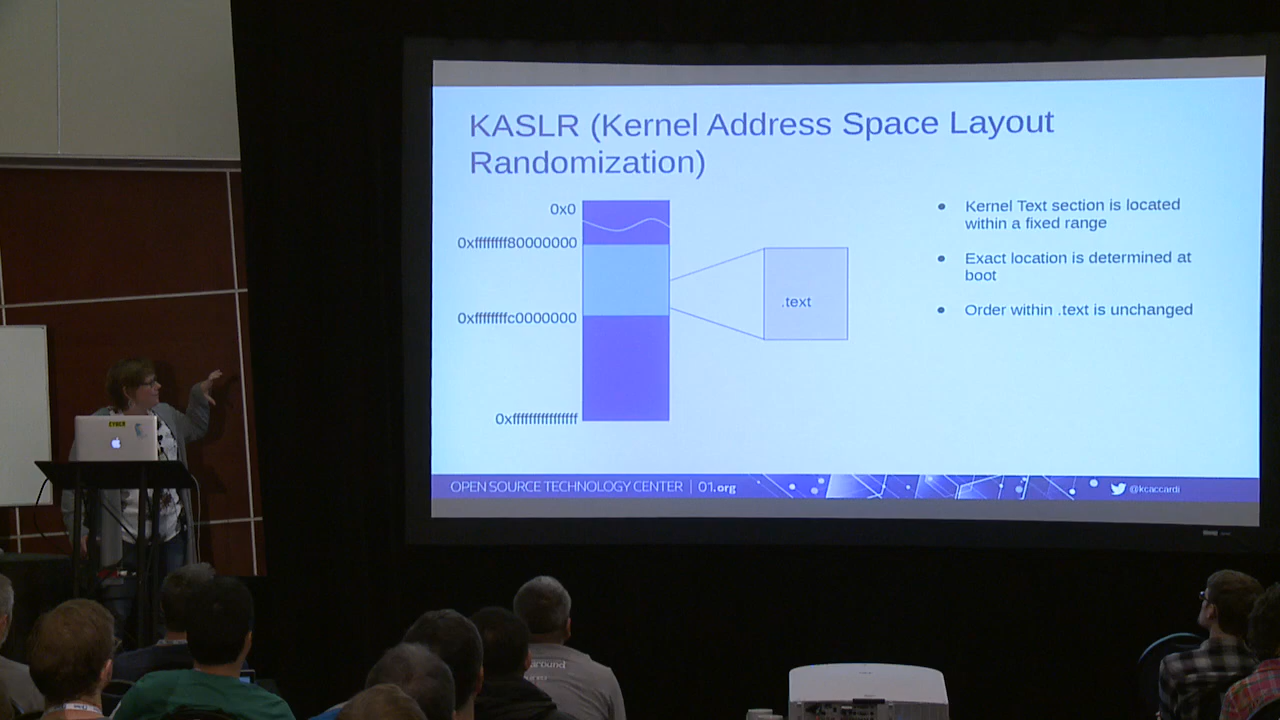 KASLR (Kernel Address Space Layout
Randomization)
0x0
0xffffffff80000000
0xffffffffc0000000
0xffffffffffffffff
.text
● Kernel Text section is located
within a fixed range
● Exact location is determined at
boot
● Order within .text is unchanged
OPEN SOURCE TECHNOLOGY CENTER | 01.org
@kcaccardi
around